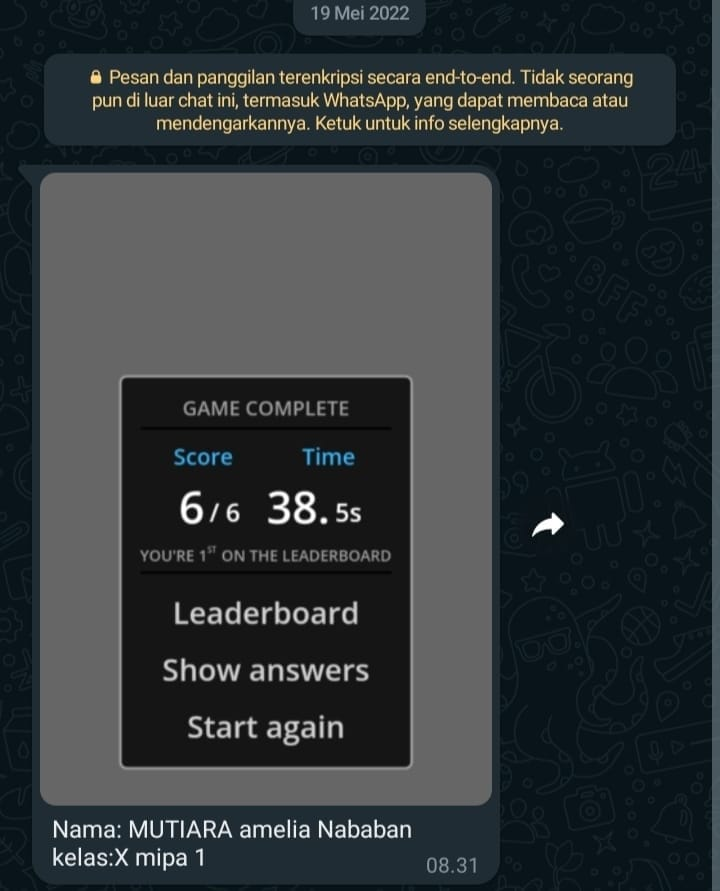 19 Mei 2022
Pesan dan panggilan terenkripsi secara end-to-end. Tidak seorang
pun di luar chat ini, termasuk WhatsApp, yang dapat membaca atau
mendengarkannya. Ketuk untuk info selengkapnya.
GAME COMPLETE
Score Time
6/6 38.5s
YOU'RE 1ST ON THE LEADERBOARD
Leaderboard
Show answers
Start again
Nama: MUTIARA amelia Nababan
kelas:X mipa 1
08.31
24
BFF